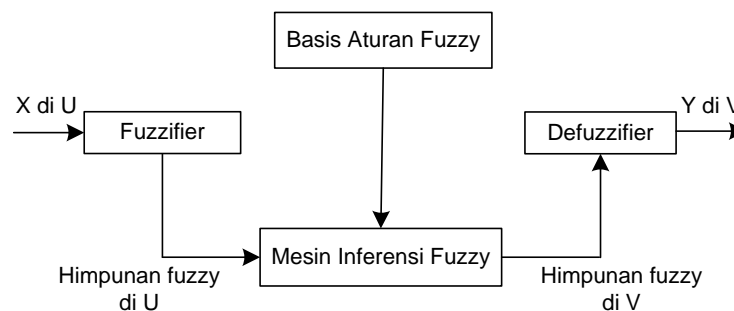 Basis Aturan Fuzzy
X di U
Fuzzifier
Y di V
Defuzzifier
Mesin Inferensi Fuzzy
Himpunan fuzzy
di U
Himpunan fuzzy
di V